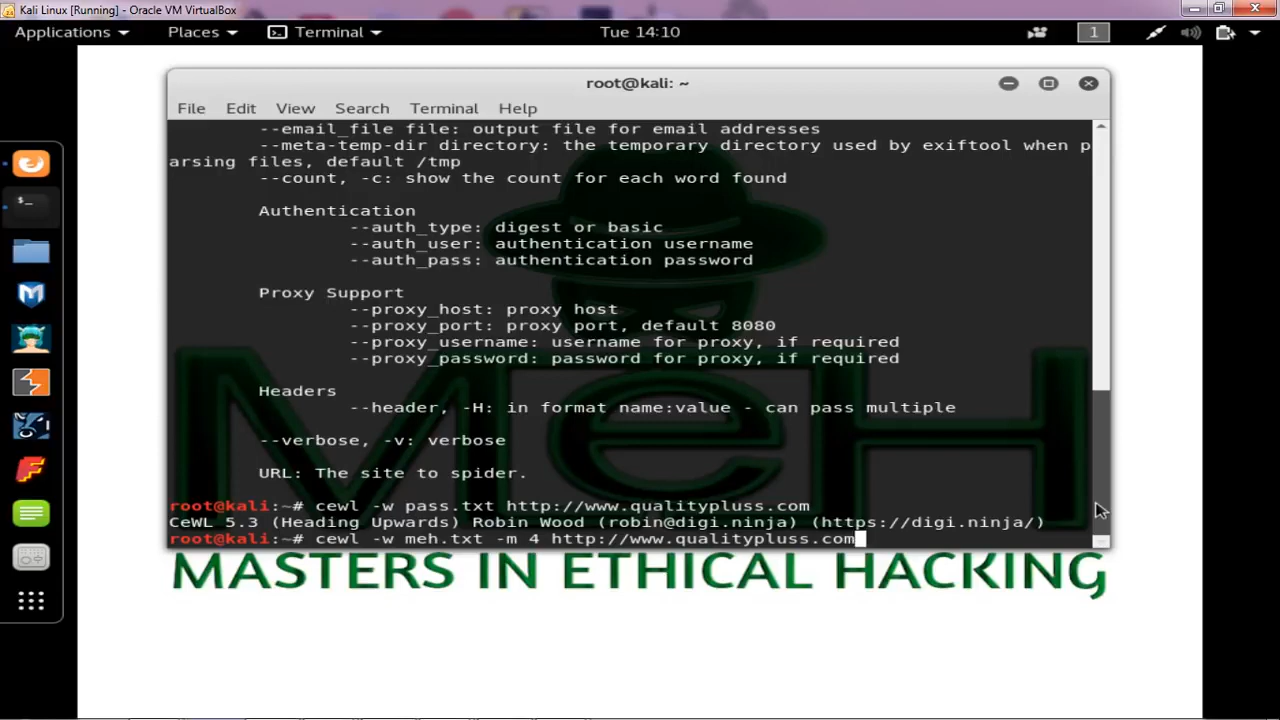 Kali Linux [Running] - Oracle VM VirtualBox
Applications Places Terminal Tue 14:10 1
root@kali: ~
File Edit View Search Terminal Help
--email_file file: output file for email addresses
--meta-temp-dir directory: the temporary directory used by exiftool when p
arsing files, default /tmp
--count, -c: show the count for each word found
Authentication
--auth_type: digest or basic
--auth_user: authentication username
--auth_pass: authentication password
Proxy Support
--proxy_host: proxy host
--proxy_port: proxy port, default 8080
--proxy_username: username for proxy, if required
--proxy_password: password for proxy, if required
Headers
--header, -H: in format name:value - can pass multiple
--verbose, -v: verbose
URL: The site to spider.
root@kali:~# cewl -w pass.txt http://www.qualitypluss.com
CeWL 5.3 (Heading Upwards) Robin Wood (robin@digi.ninja) (https://digi.ninja/)
root@kali:~# cewl -w meh.txt -m 4 http://www.qualitypluss.com
MeH
MASTERS IN ETHICAL HACKING